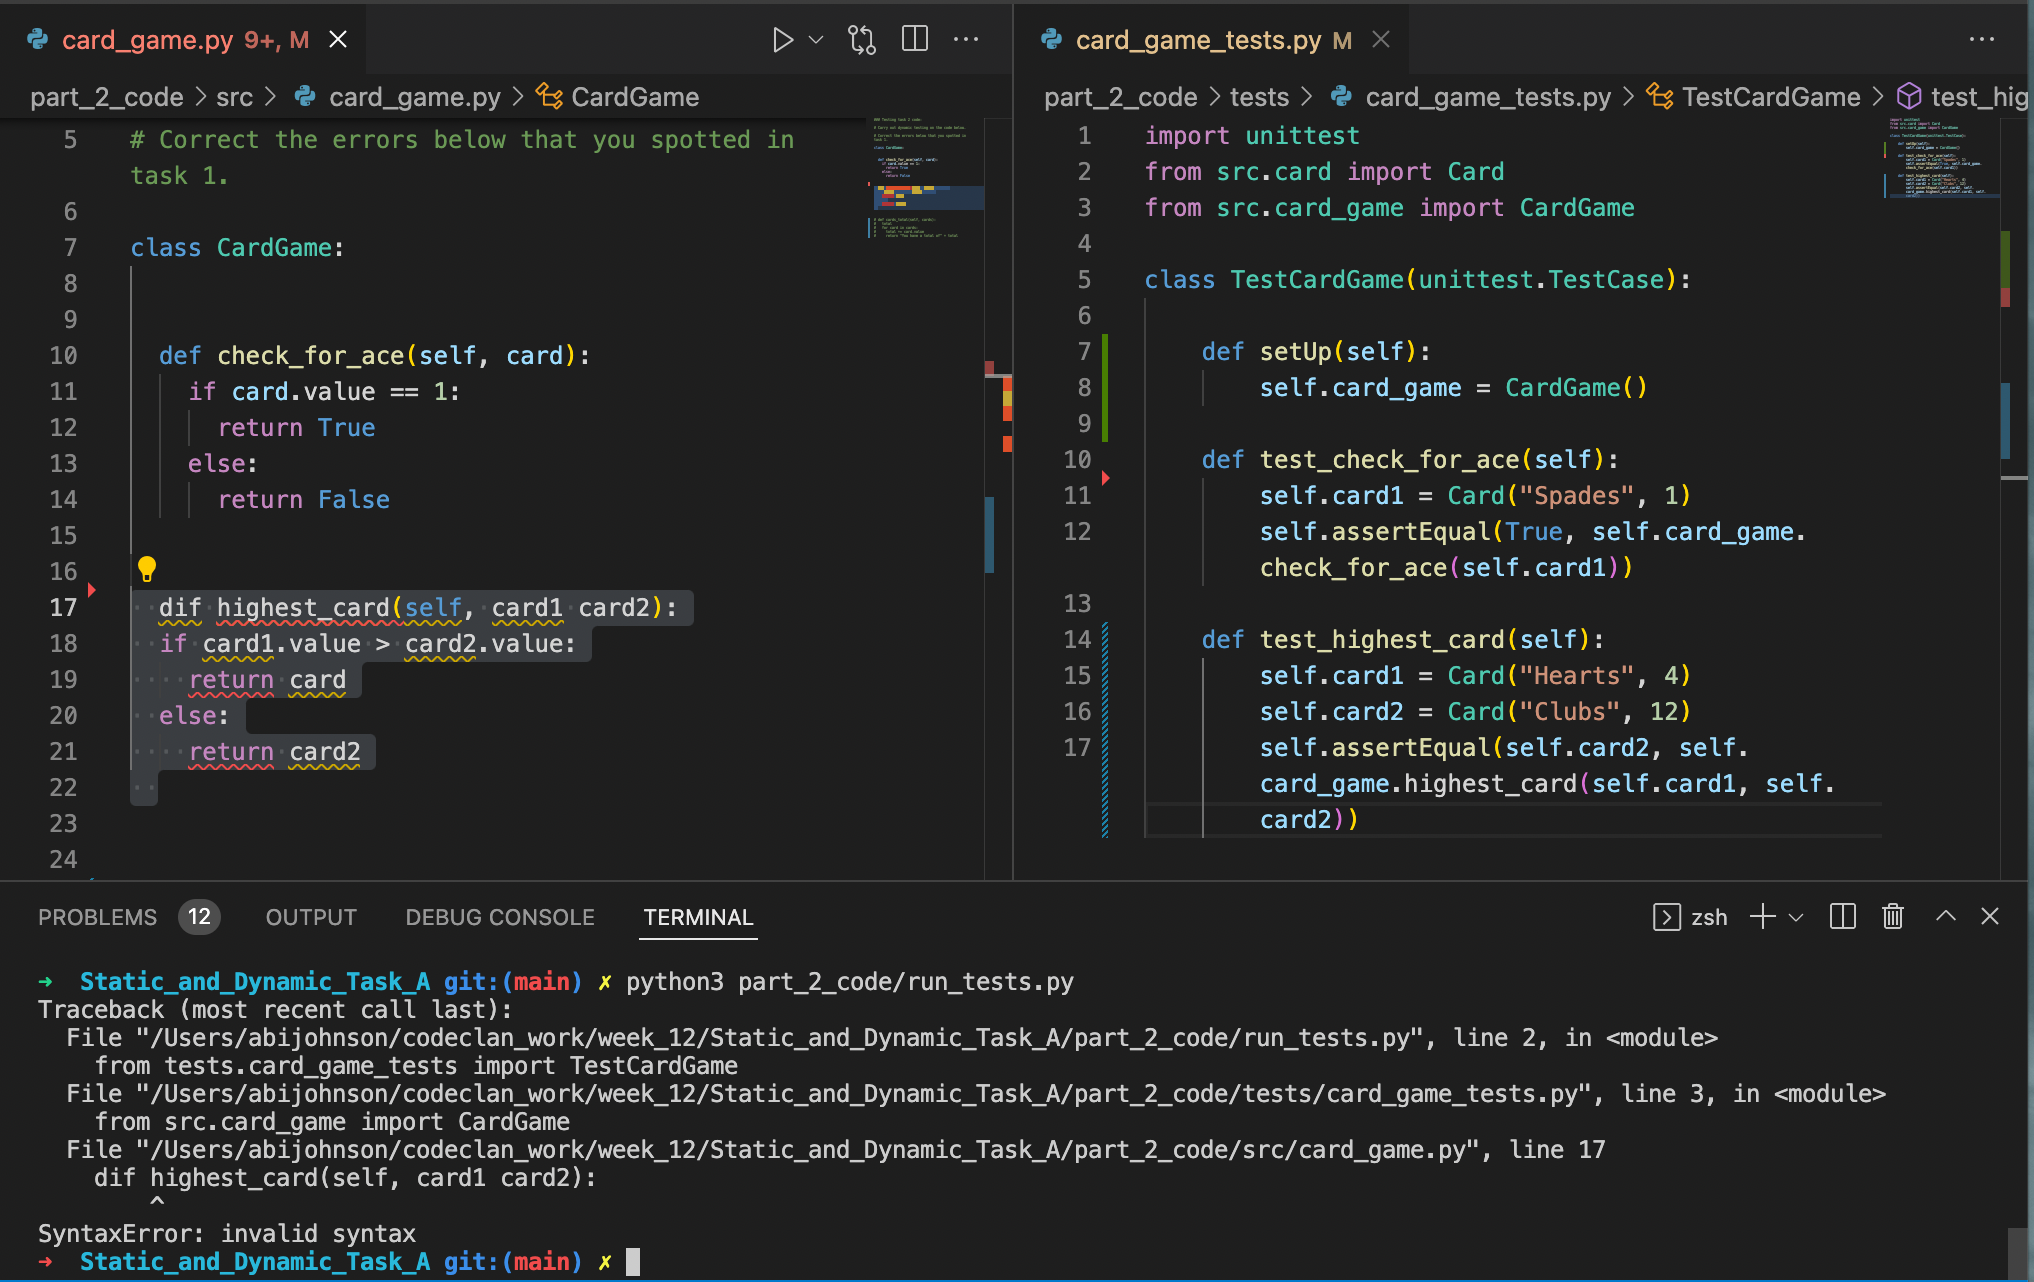 card_game.py 9+, M
part_2_code > src > card_game.py > CardGame
5 # Correct the errors below that you spotted in
task 1.
6
7 class CardGame:
8
9
10 def check_for_ace(self, card):
11 if card.value == 1:
12 return True
13 else:
14 return False
15
16
17 dif highest_card(self, card1 card2):
18 if card1.value > card2.value:
19 return card
20 else:
21 return card2
22
23
24
card_game_tests.py M
part_2_code > tests > card_game_tests.py > TestCardGame > test_hig
1 import unittest
2 from src.card import Card
3 from src.card_game import CardGame
4
5 class TestCardGame(unittest.TestCase):
6
7 def setUp(self):
8 self.card_game = CardGame()
9
10 def test_check_for_ace(self):
11 self.card1 = Card("Spades", 1)
12 self.assertEqual(True, self.card_game.
check_for_ace(self.card1))
13
14 def test_highest_card(self):
15 self.card1 = Card("Hearts", 4)
16 self.card2 = Card("Clubs", 12)
17 self.assertEqual(self.card2, self.
card_game.highest_card(self.card1, self.
card2))
PROBLEMS 12 OUTPUT DEBUG CONSOLE TERMINAL zsh
→ Static_and_Dynamic_Task_A git:(main) ✗ python3 part_2_code/run_tests.py
Traceback (most recent call last):
File "/Users/abijohnson/codeclan_work/week_12/Static_and_Dynamic_Task_A/part_2_code/run_tests.py", line 2, in <module>
from tests.card_game_tests import TestCardGame
File "/Users/abijohnson/codeclan_work/week_12/Static_and_Dynamic_Task_A/part_2_code/tests/card_game_tests.py", line 3, in <module>
from src.card_game import CardGame
File "/Users/abijohnson/codeclan_work/week_12/Static_and_Dynamic_Task_A/part_2_code/src/card_game.py", line 17
dif highest_card(self, card1 card2):
^
SyntaxError: invalid syntax
→ Static_and_Dynamic_Task_A git:(main) ✗